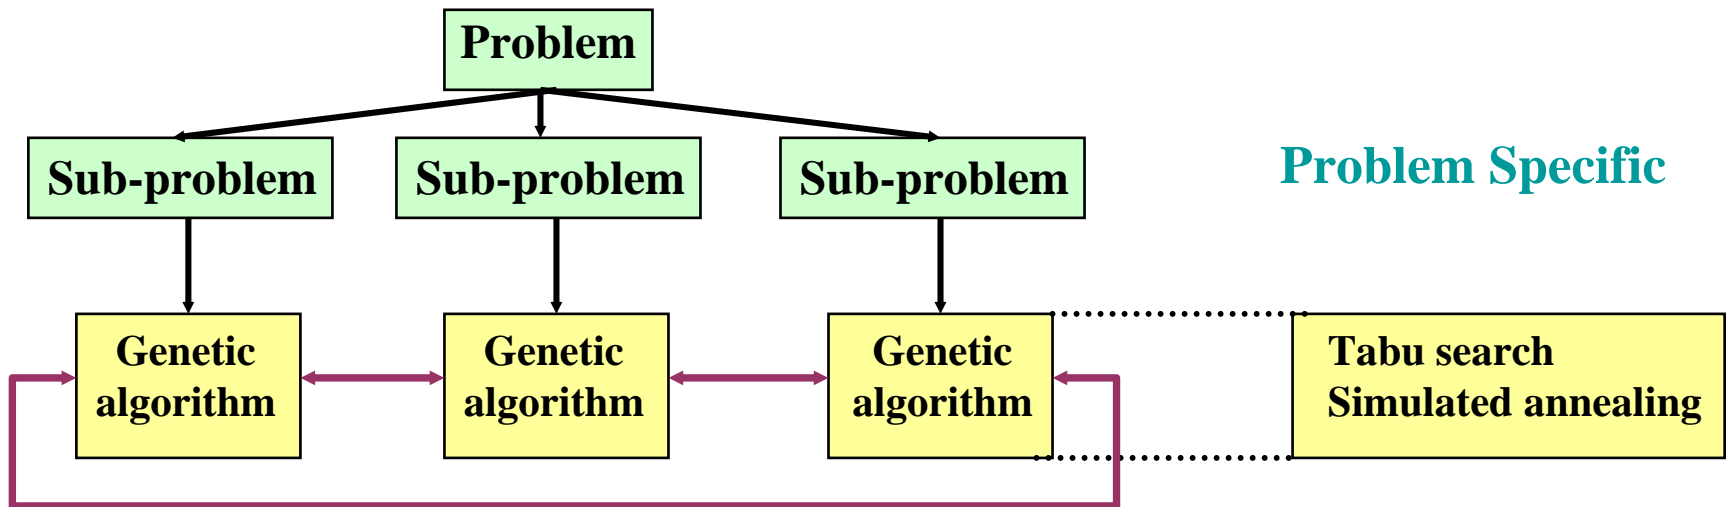 Problem
Sub-problem
Sub-problem
Sub-problem
Problem Specific
Genetic
algorithm
Genetic
algorithm
Genetic
algorithm
Tabu search
Simulated annealing